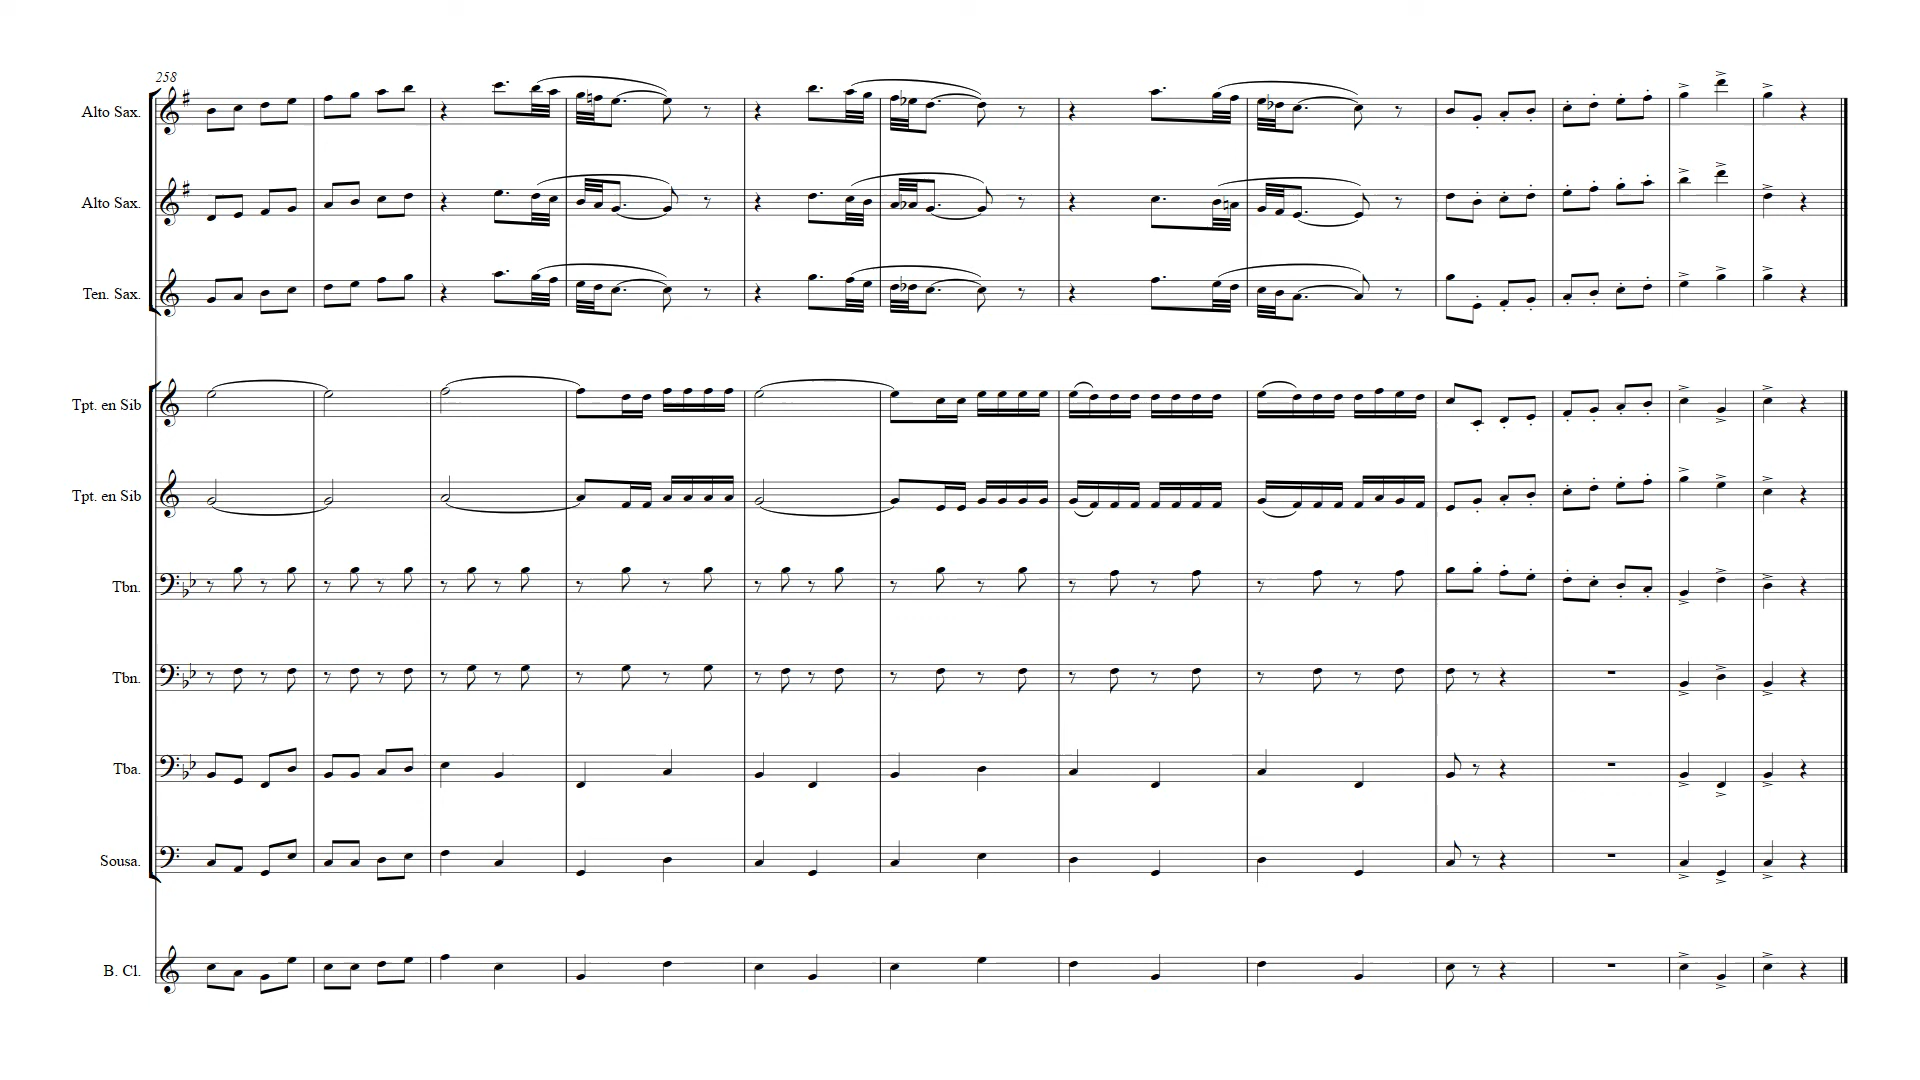 258
Alto Sax.
Alto Sax.
Ten. Sax.
Tpt. en Sib
Tpt. en Sib
Tbn.
Tbn.
Tba.
Sousa.
B. Cl.